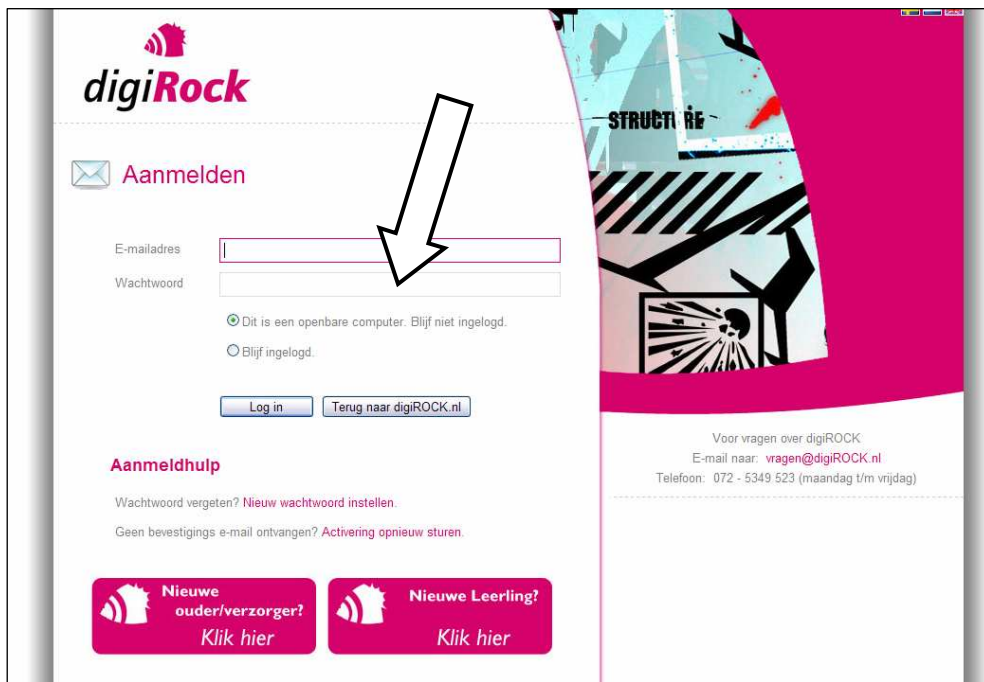 digiRock
STRUCTURE
Aanmelden
E-mailadres
Wachtwoord
Dit is een openbare computer. Blijf niet ingelogd.
Blijf ingelogd.
Log in
Terug naar digiROCK.nl
Voor vragen over digiROCK
E-mail naar: vragen@digiROCK.nl
Telefoon: 072 - 5349 523 (maandag t/m vrijdag)
Aanmeldhulp
Wachtwoord vergeten? Nieuw wachtwoord instellen.
Geen bevestigings e-mail ontvangen? Activering opnieuw sturen.
Nieuwe
ouder/verzorger?
Klik hier
Nieuwe Leerling?
Klik hier